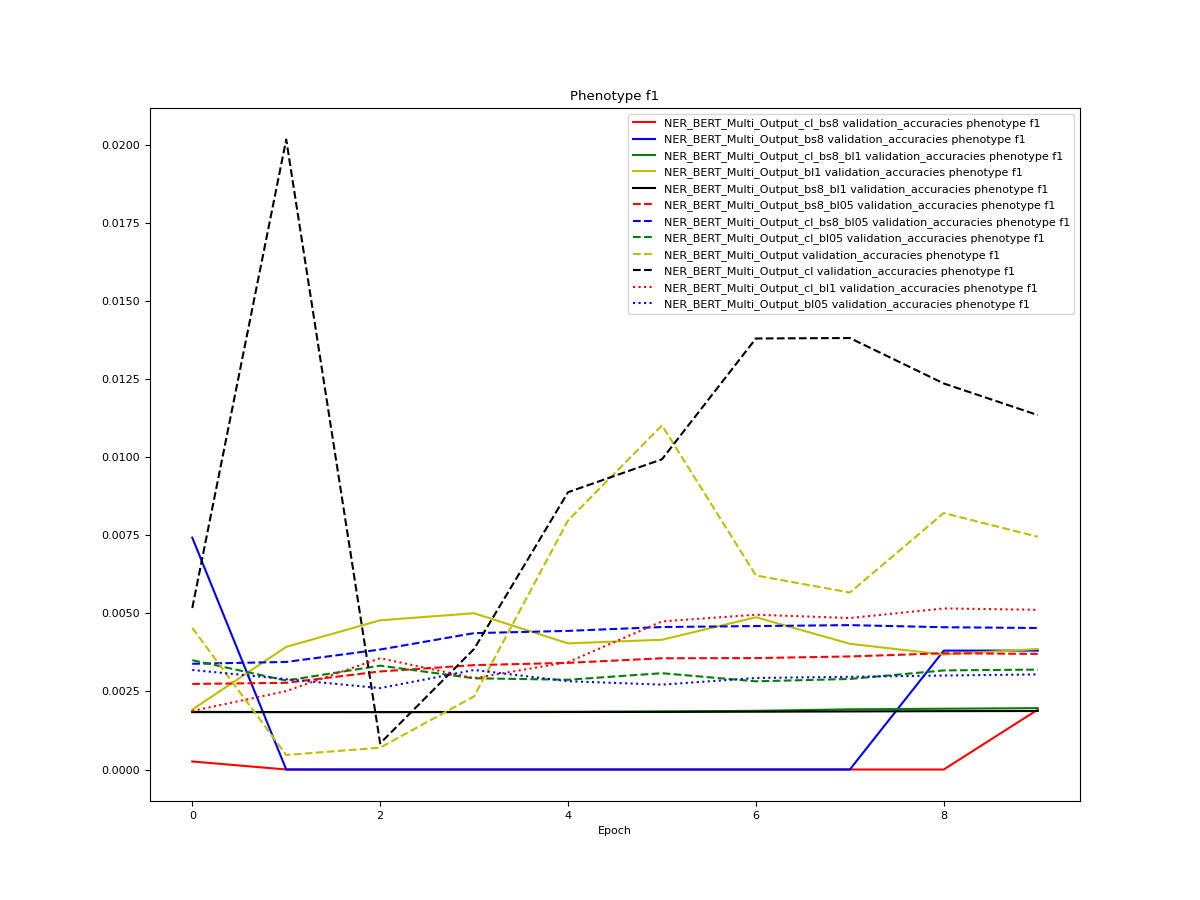 Phenotype f1
NER_BERT_Multi_Output_cl_bs8 validation_accuracies phenotype f1
NER_BERT_Multi_Output_bs8 validation_accuracies phenotype f1
NER_BERT_Multi_Output_cl_bs8_bl1 validation_accuracies phenotype f1
NER_BERT_Multi_Output_bl1 validation_accuracies phenotype f1
NER_BERT_Multi_Output_bs8_bl1 validation_accuracies phenotype f1
NER_BERT_Multi_Output_bs8_bl05 validation_accuracies phenotype f1
NER_BERT_Multi_Output_cl_bs8_bl05 validation_accuracies phenotype f1
NER_BERT_Multi_Output_cl_bl05 validation_accuracies phenotype f1
NER_BERT_Multi_Output validation_accuracies phenotype f1
NER_BERT_Multi_Output_cl validation_accuracies phenotype f1
NER_BERT_Multi_Output_cl_bl1 validation_accuracies phenotype f1
NER_BERT_Multi_Output_bl05 validation_accuracies phenotype f1
0.0200
0.0175
0.0150
0.0125
0.0100
0.0075
0.0050
0.0025
0.0000
0 2 4 6 8
Epoch